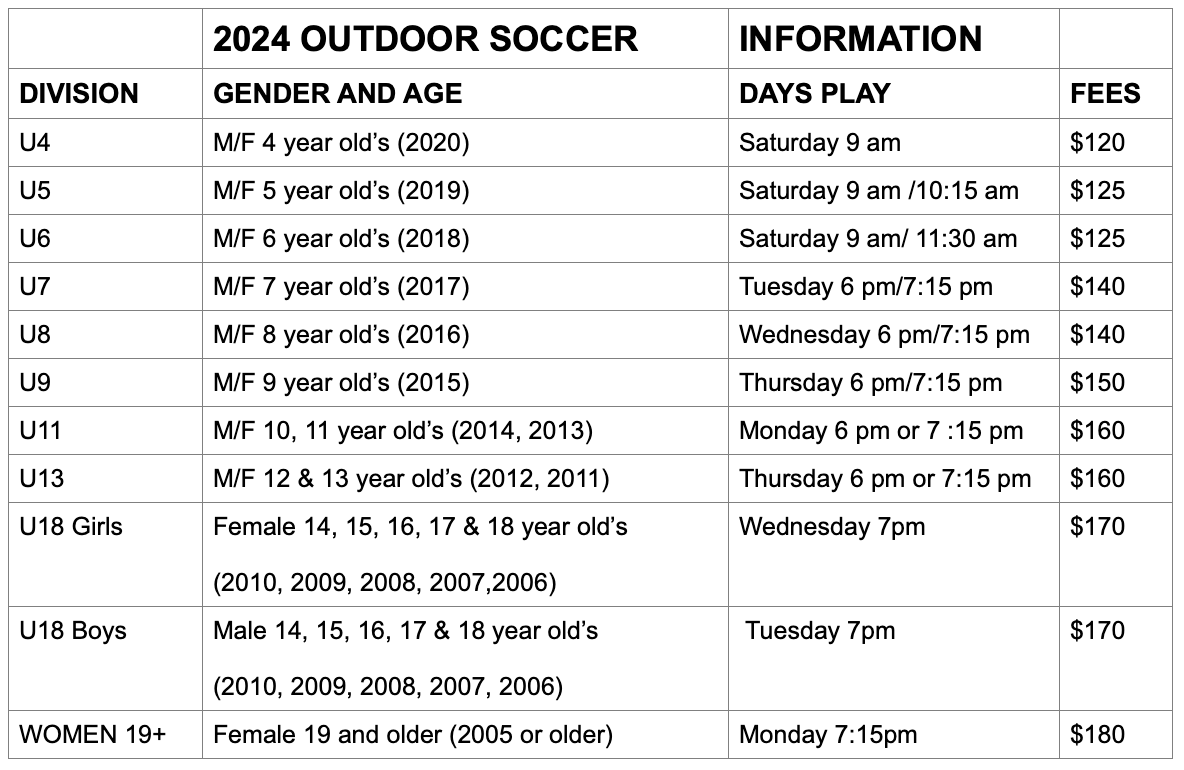 2024 OUTDOOR SOCCER INFORMATION
DIVISION GENDER AND AGE DAYS PLAY FEES
U4 M/F 4 year old’s (2020) Saturday 9 am $120
U5 M/F 5 year old’s (2019) Saturday 9 am /10:15 am $125
U6 M/F 6 year old’s (2018) Saturday 9 am/ 11:30 am $125
U7 M/F 7 year old’s (2017) Tuesday 6 pm/7:15 pm $140
U8 M/F 8 year old’s (2016) Wednesday 6 pm/7:15 pm $140
U9 M/F 9 year old’s (2015) Thursday 6 pm/7:15 pm $150
U11 M/F 10, 11 year old’s (2014, 2013) Monday 6 pm or 7 :15 pm $160
U13 M/F 12 & 13 year old’s (2012, 2011) Thursday 6 pm or 7:15 pm $160
U18 Girls Female 14, 15, 16, 17 & 18 year old’s Wednesday 7pm $170
(2010, 2009, 2008, 2007,2006)
U18 Boys Male 14, 15, 16, 17 & 18 year old’s Tuesday 7pm $170
(2010, 2009, 2008, 2007, 2006)
WOMEN 19+ Female 19 and older (2005 or older) Monday 7:15pm $180